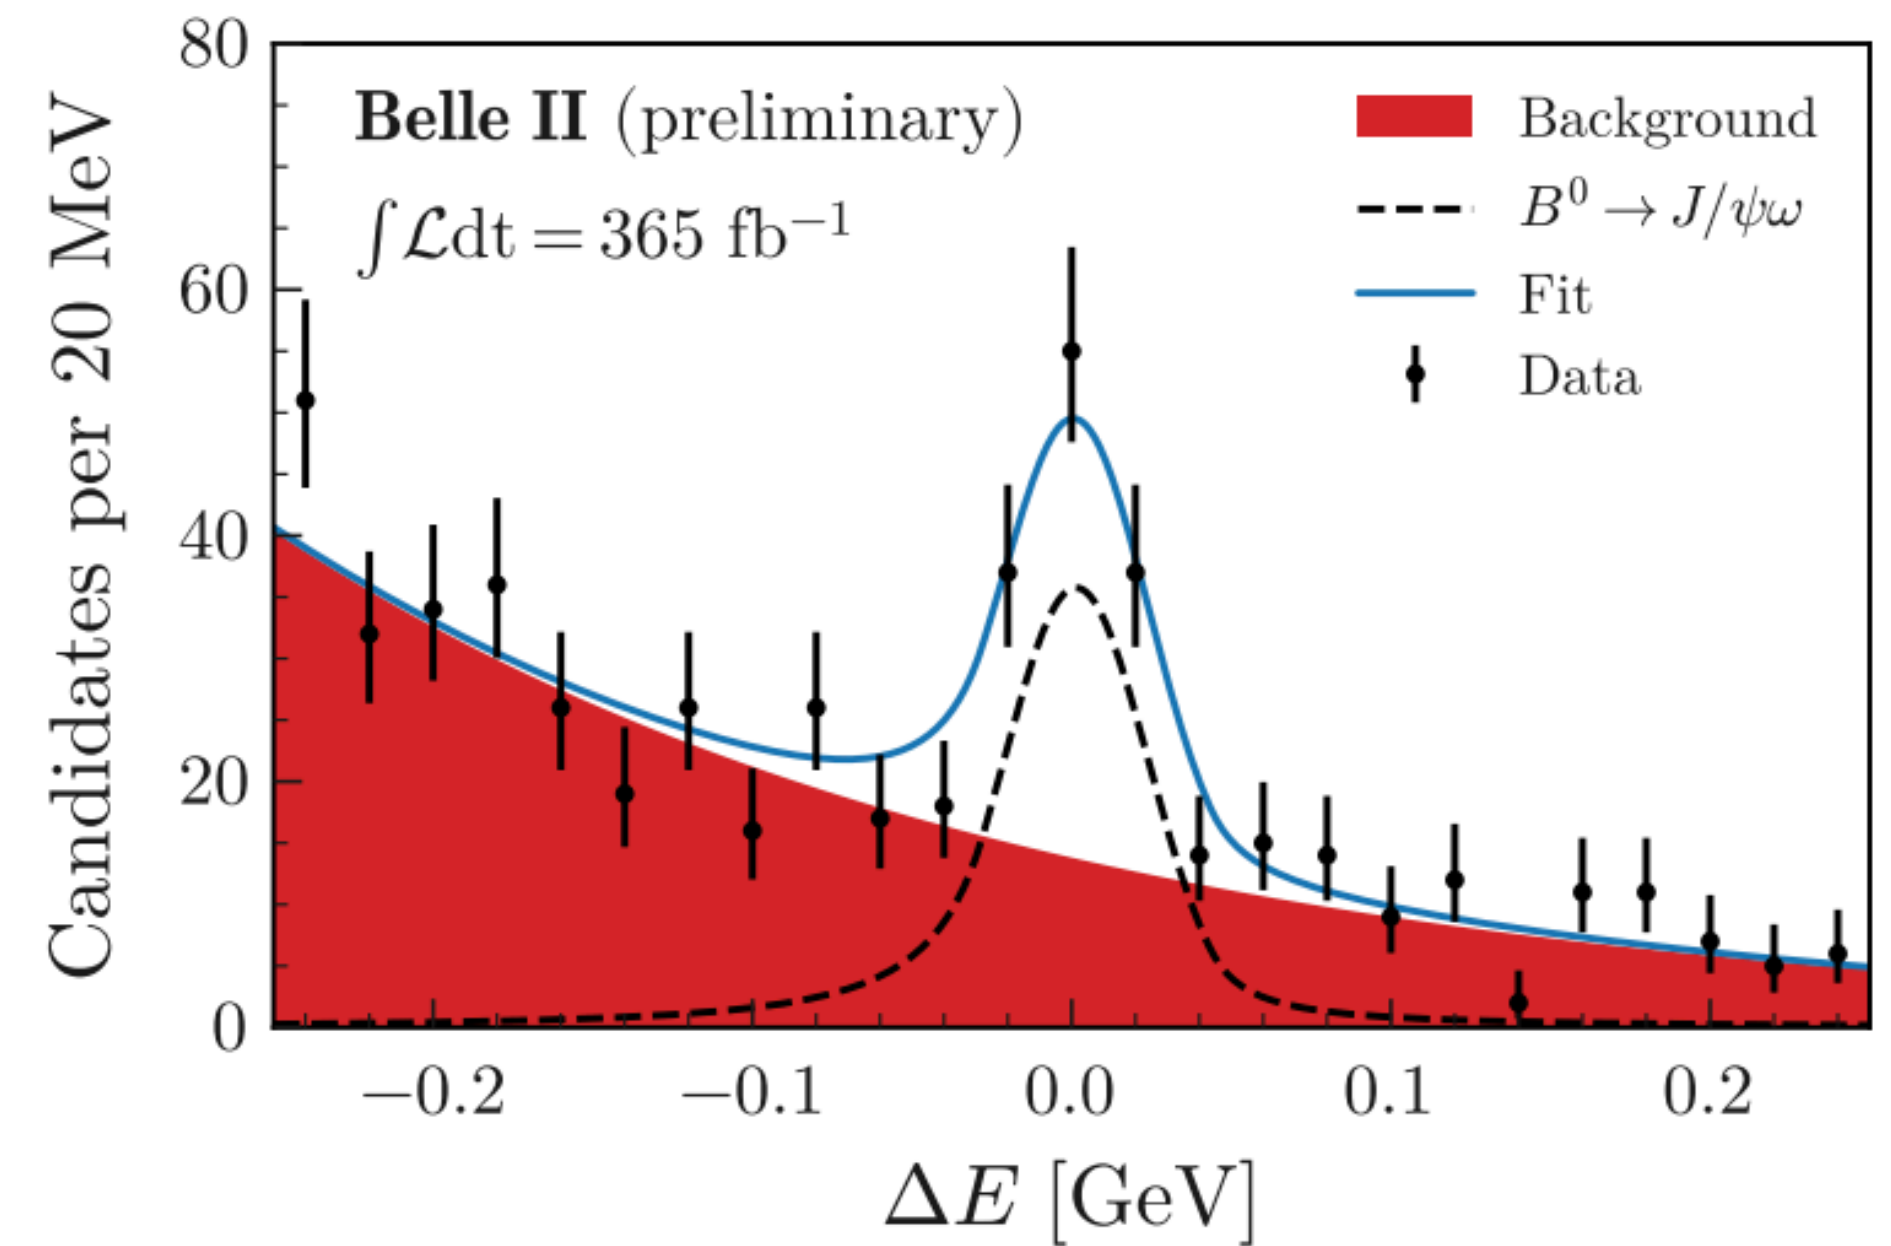 Candidates per 20 MeV
80
60
40
20
0
Belle II (preliminary)
∫ℒdt = 365 fb⁻¹
Background
B⁰ → J/ψω
Fit
Data
−0.2 −0.1 0.0 0.1 0.2
ΔE [GeV]